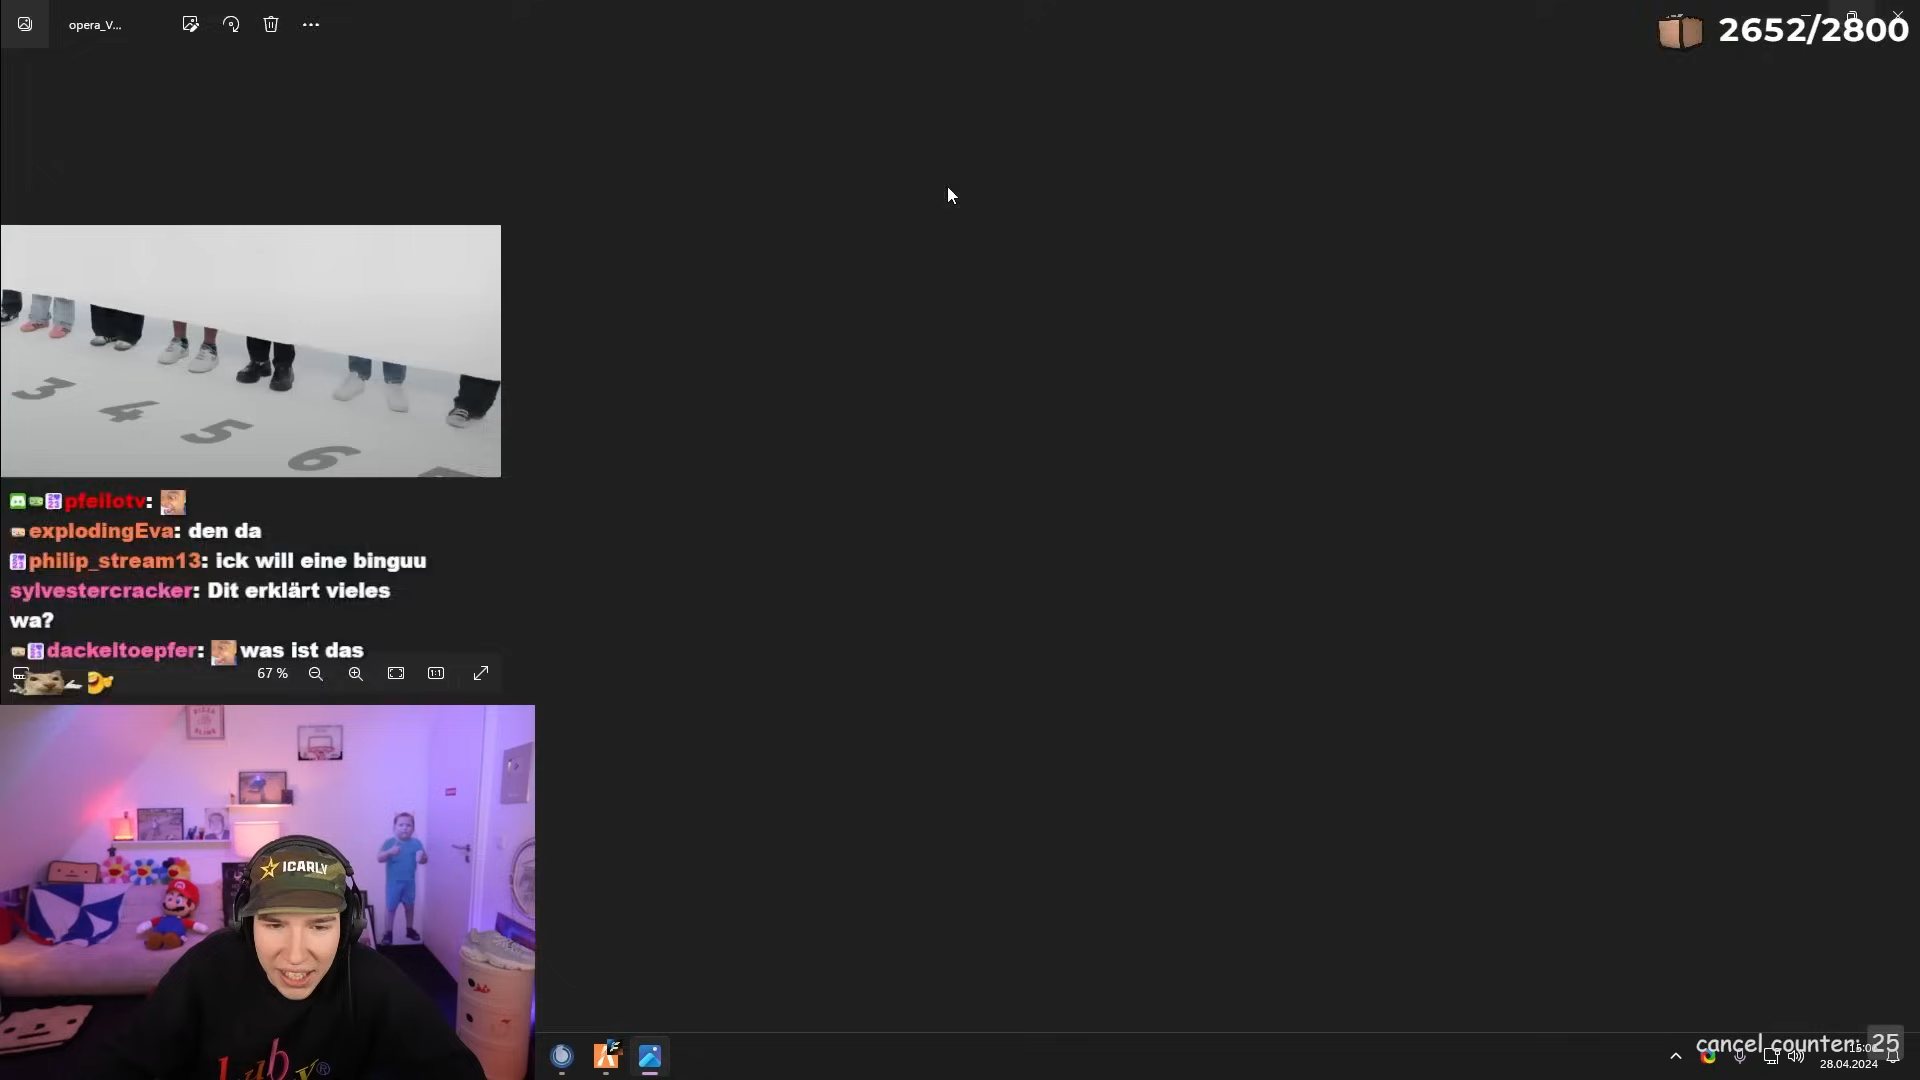 opera_V...
2652/2800
3
4
5
6
pfellotv:
explodingEva: den da
philip_stream13: ick will eine binguu
sylvestercracker: Dit erklärt vieles
wa?
dackeltoepfer: was ist das
67 %
ICARLY
cancel counter: 25
28.04.2024